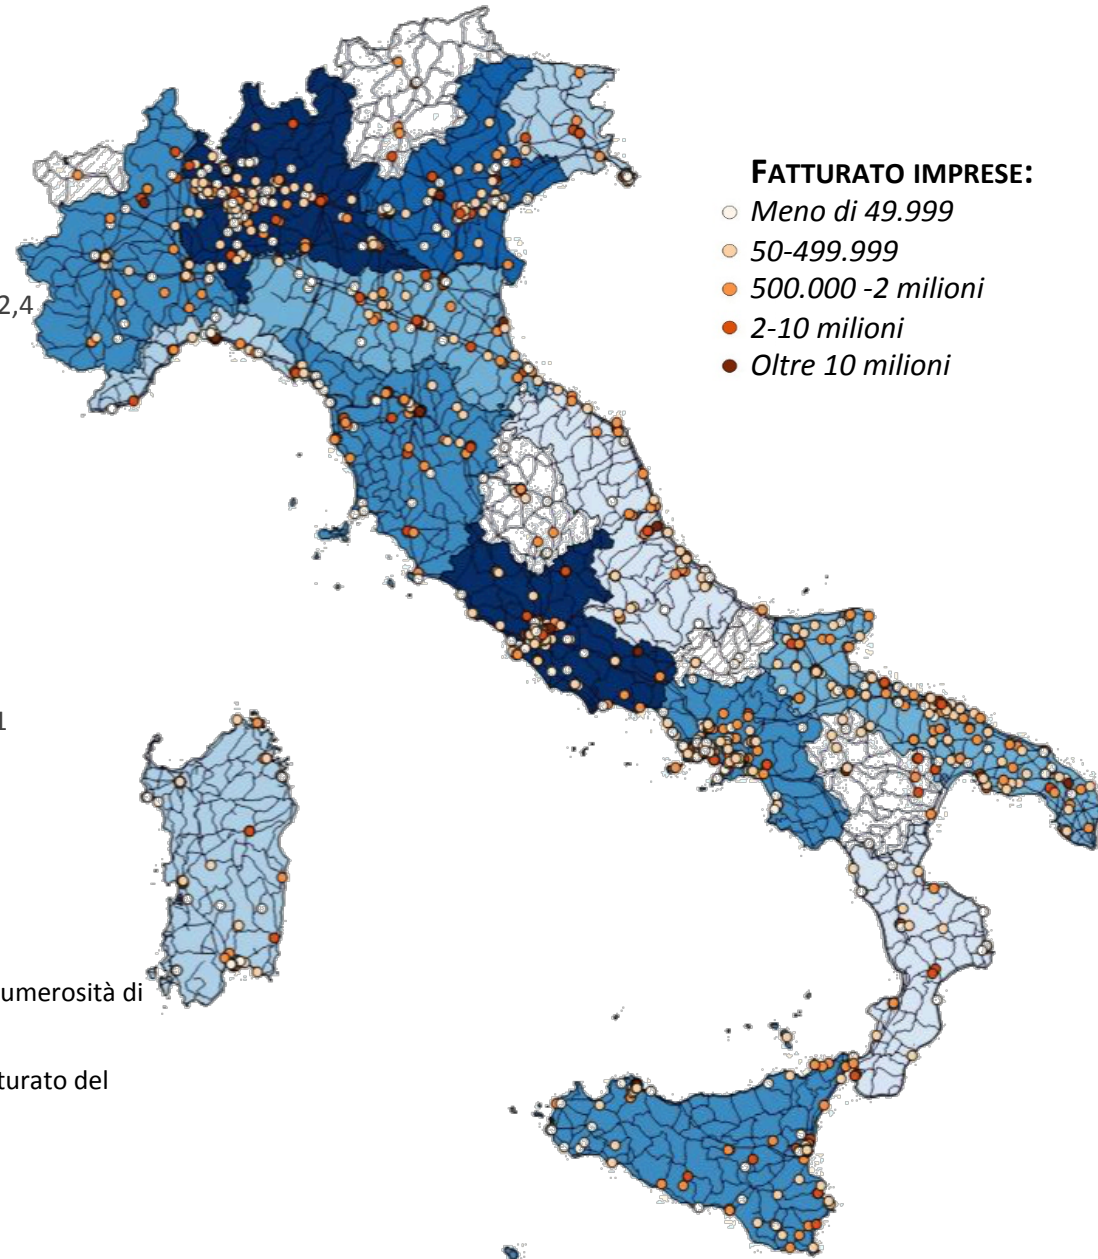 FATTURATO IMPRESE:
Meno di 49.999
50-499.999
500.000 -2 milioni
2-10 milioni
Oltre 10 milioni
2,4
1
umerosità di
turato del